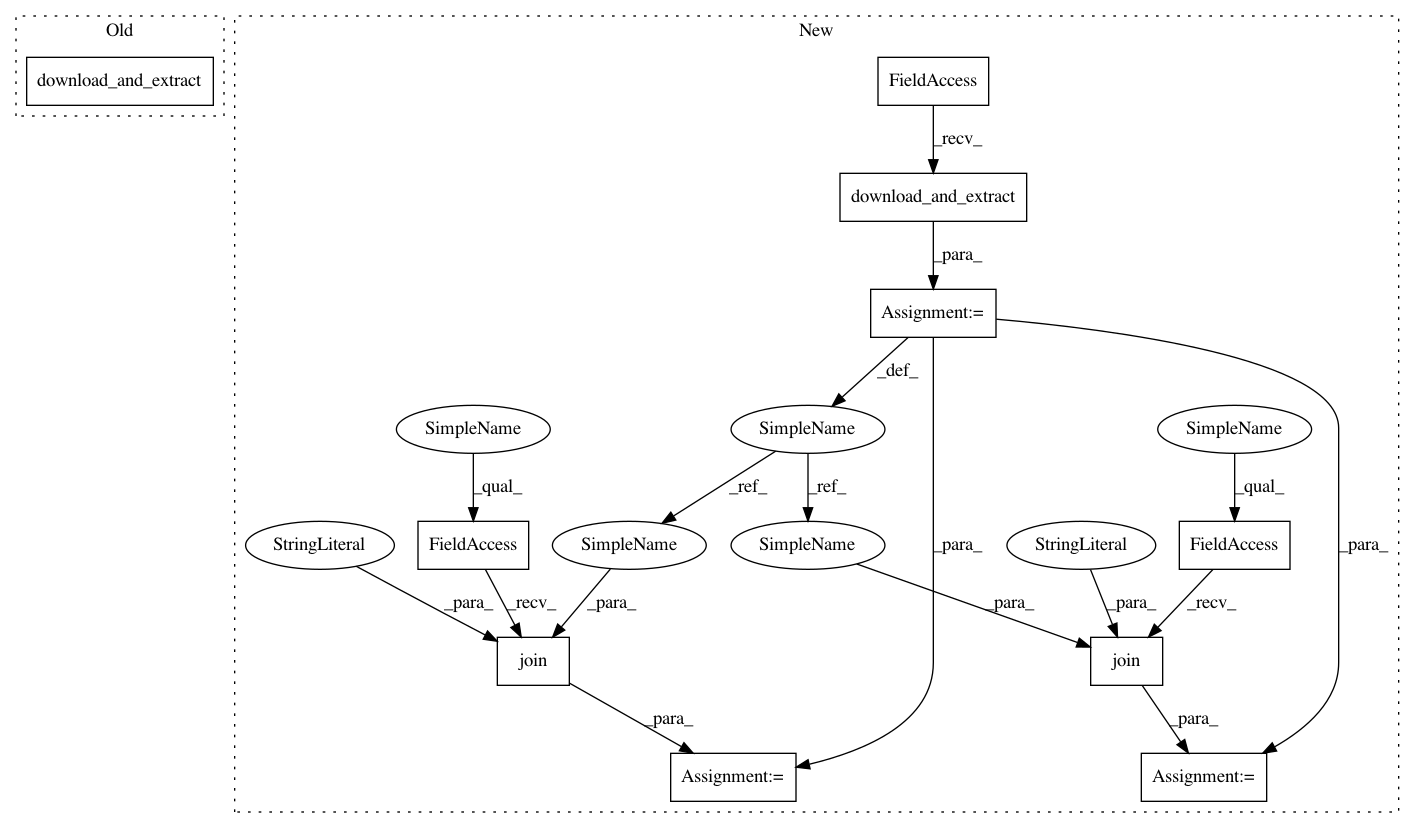 Old
New
download_and_extract
FieldAccess
_recv_
download_and_extract
_para_
Assignment:=
_def_
SimpleName
SimpleName
SimpleName
_qual_
_ref_
_ref_
_qual_
_para_
_para_
StringLiteral
FieldAccess
SimpleName
SimpleName
StringLiteral
FieldAccess
_para_
_recv_
_para_
_para_
_para_
_recv_
join
join
_para_
_para_
Assignment:=
Assignment:=